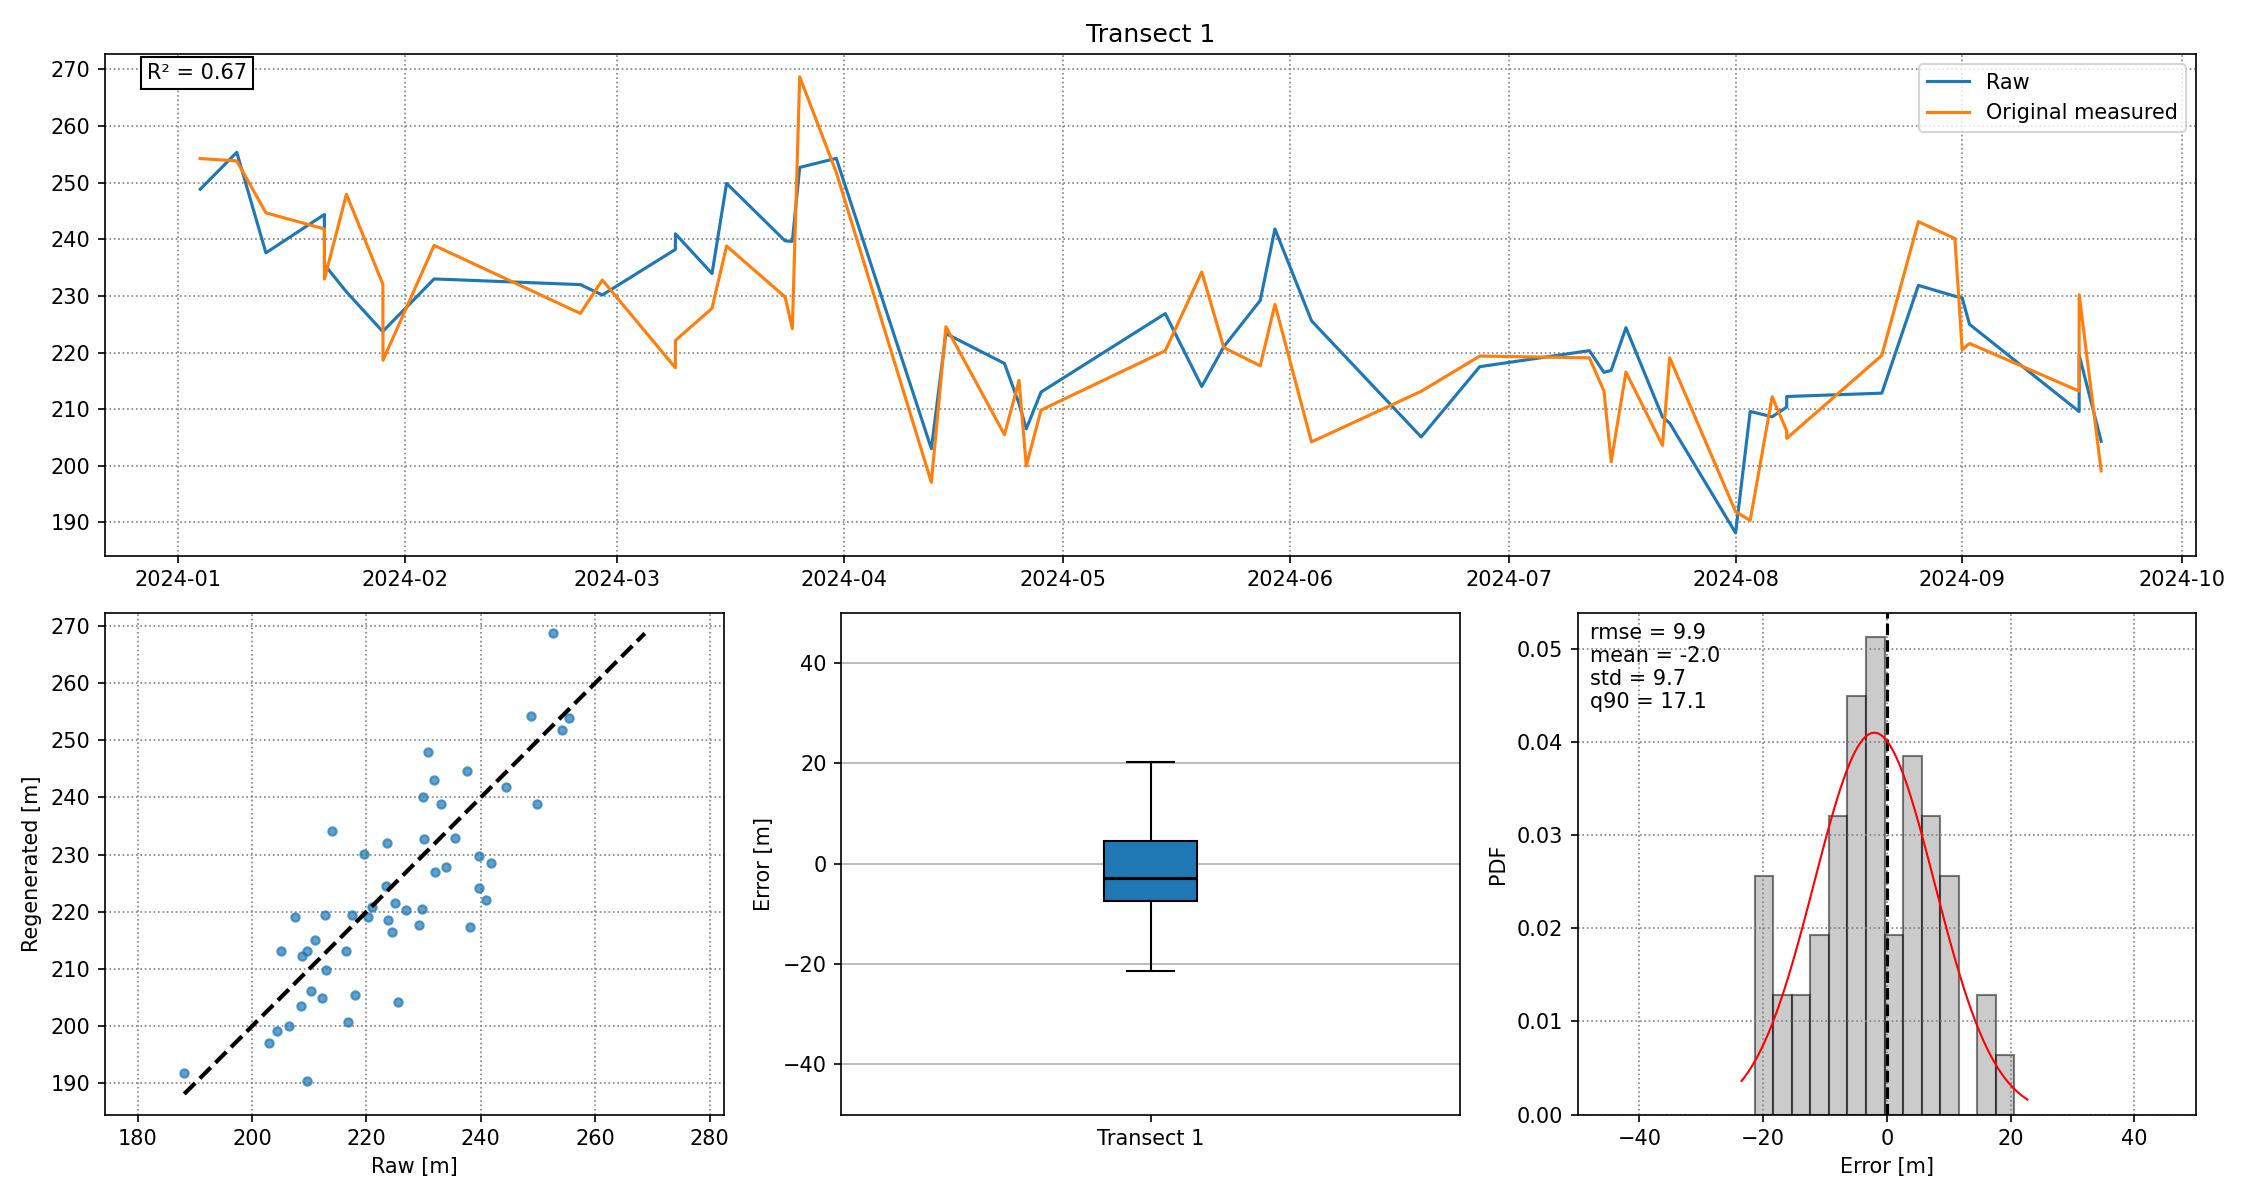 Transect 1
R² = 0.67
Raw
Original measured
270
260
250
240
230
220
210
200
190
2024-01 2024-02 2024-03 2024-04 2024-05 2024-06 2024-07 2024-08 2024-09 2024-10
Regenerated [m]
270
260
250
240
230
220
210
200
190
180 200 220 240 260 280
Raw [m]
Error [m]
40
20
0
−20
−40
Transect 1
PDF
0.05
0.04
0.03
0.02
0.01
0.00
rmse = 9.9
mean = -2.0
std = 9.7
q90 = 17.1
−40 −20 0 20 40
Error [m]